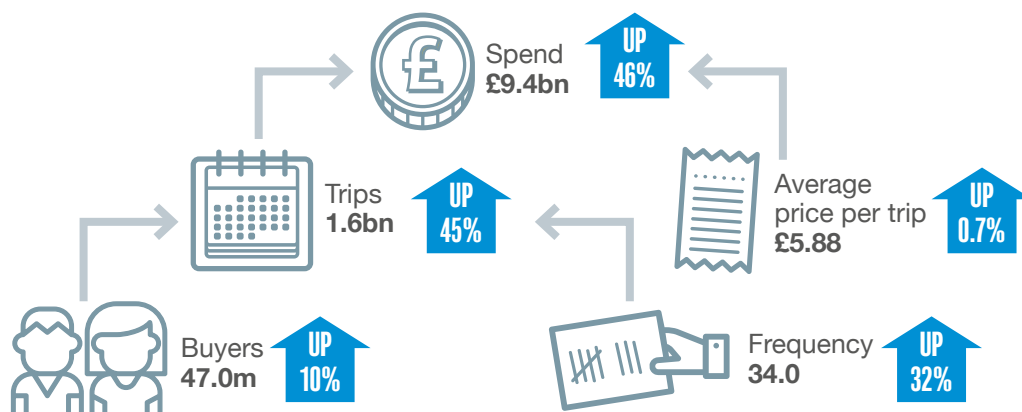 Spend
£9.4bn
UP
46%
Trips
1.6bn
UP
45%
Average
price per trip
£5.88
UP
0.7%
Buyers
47.0m
UP
10%
Frequency
34.0
UP
32%